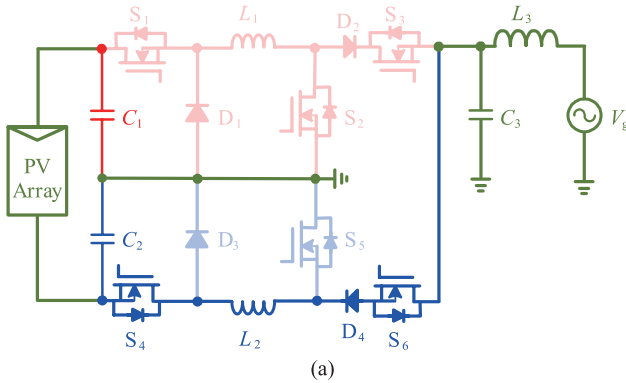 S1 L1 D2 S3 L3
C1 D1 S2 C3 Vg
PV
Array
C2 D3 S5
S4 L2 D4 S6
(a)